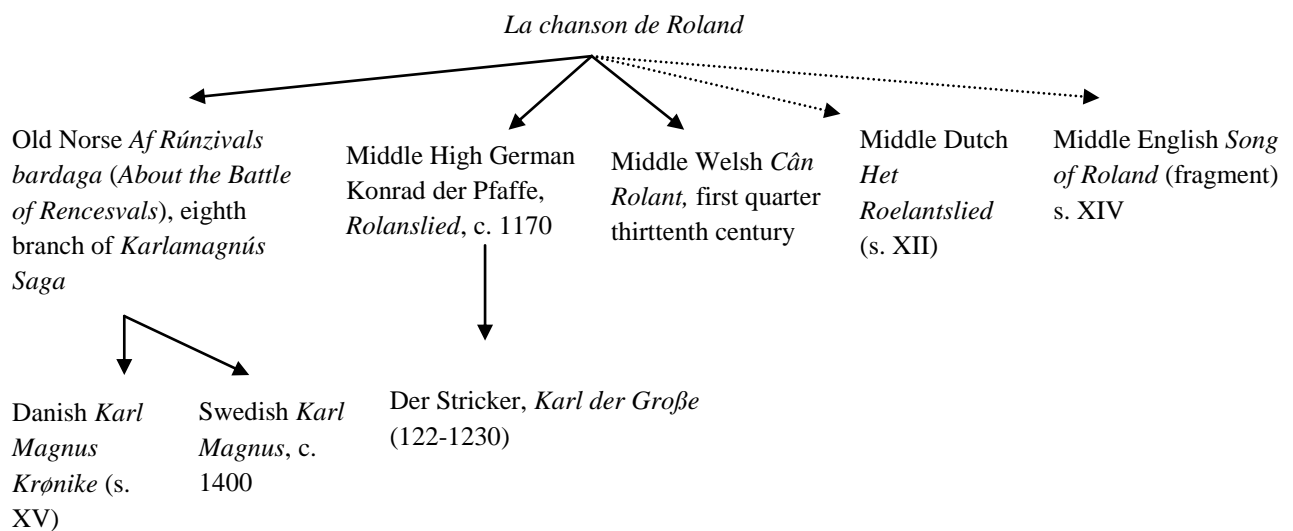 La chanson de Roland
Old Norse Af Rúnzivals
bardaga (About the Battle
of Rencesvals), eighth
branch of Karlamagnús
Saga
Middle High German
Konrad der Pfaffe,
Rolanslied, c. 1170
Middle Welsh Cân
Rolant, first quarter
thirttenth century
Middle Dutch
Het
Roelantslied
(s. XII)
Middle English Song
of Roland (fragment)
s. XIV
Danish Karl
Magnus
Krønike (s.
XV)
Swedish Karl
Magnus, c.
1400
Der Stricker, Karl der Große
(122-1230)